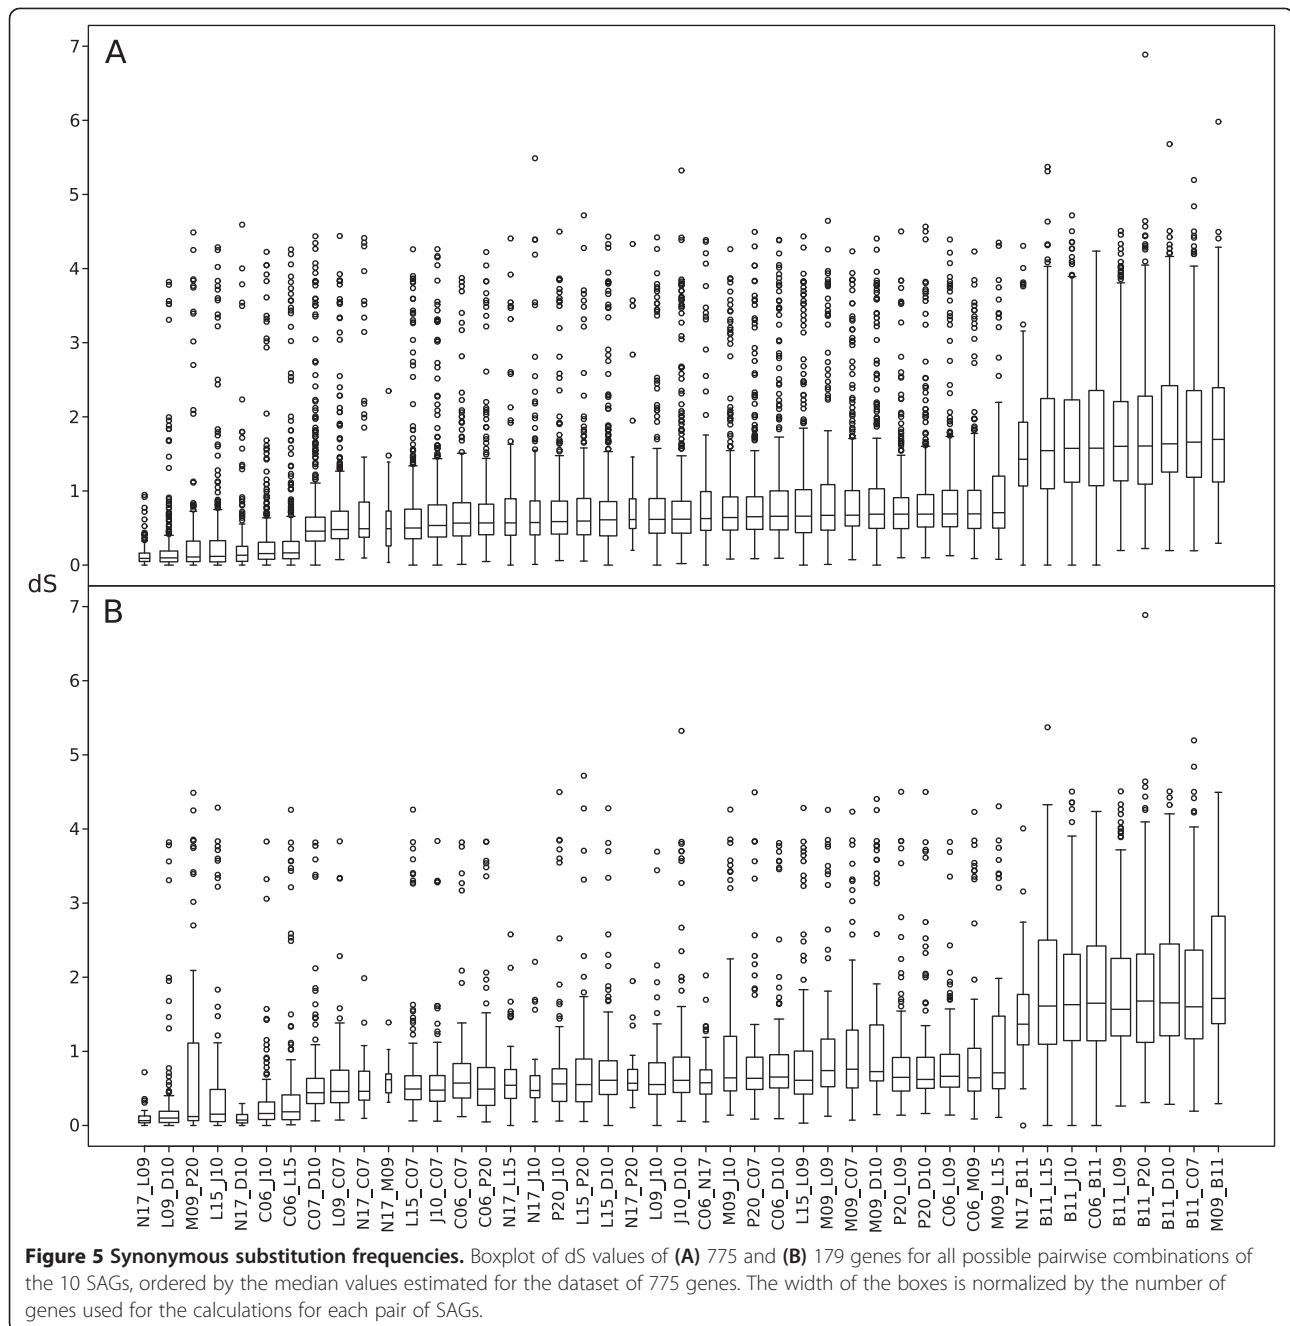 A
7
6
5
4
3
2
1
0
dS
B
7
6
5
4
3
2
1
0
N17_L09
L09_D10
M09_P20
L15_J10
N17_D10
C06_J10
C06_L15
C07_D10
L09_C07
N17_C07
N17_M09
L15_C07
J10_C07
C06_C07
C06_P20
N17_L15
N17_J10
P20_J10
L15_P20
L15_D10
N17_P20
L09_J10
J10_D10
C06_N17
M09_J10
P20_C07
C06_D10
L15_L09
M09_L09
M09_C07
M09_D10
P20_L09
P20_D10
C06_L09
C06_M09
M09_L15
N17_B11
B11_L15
B11_J10
C06_B11
B11_L09
B11_P20
B11_D10
B11_C07
M09_B11
Figure 5 Synonymous substitution frequencies. Boxplot of dS values of (A) 775 and (B) 179 genes for all possible pairwise combinations of
the 10 SAGs, ordered by the median values estimated for the dataset of 775 genes. The width of the boxes is normalized by the number of
genes used for the calculations for each pair of SAGs.